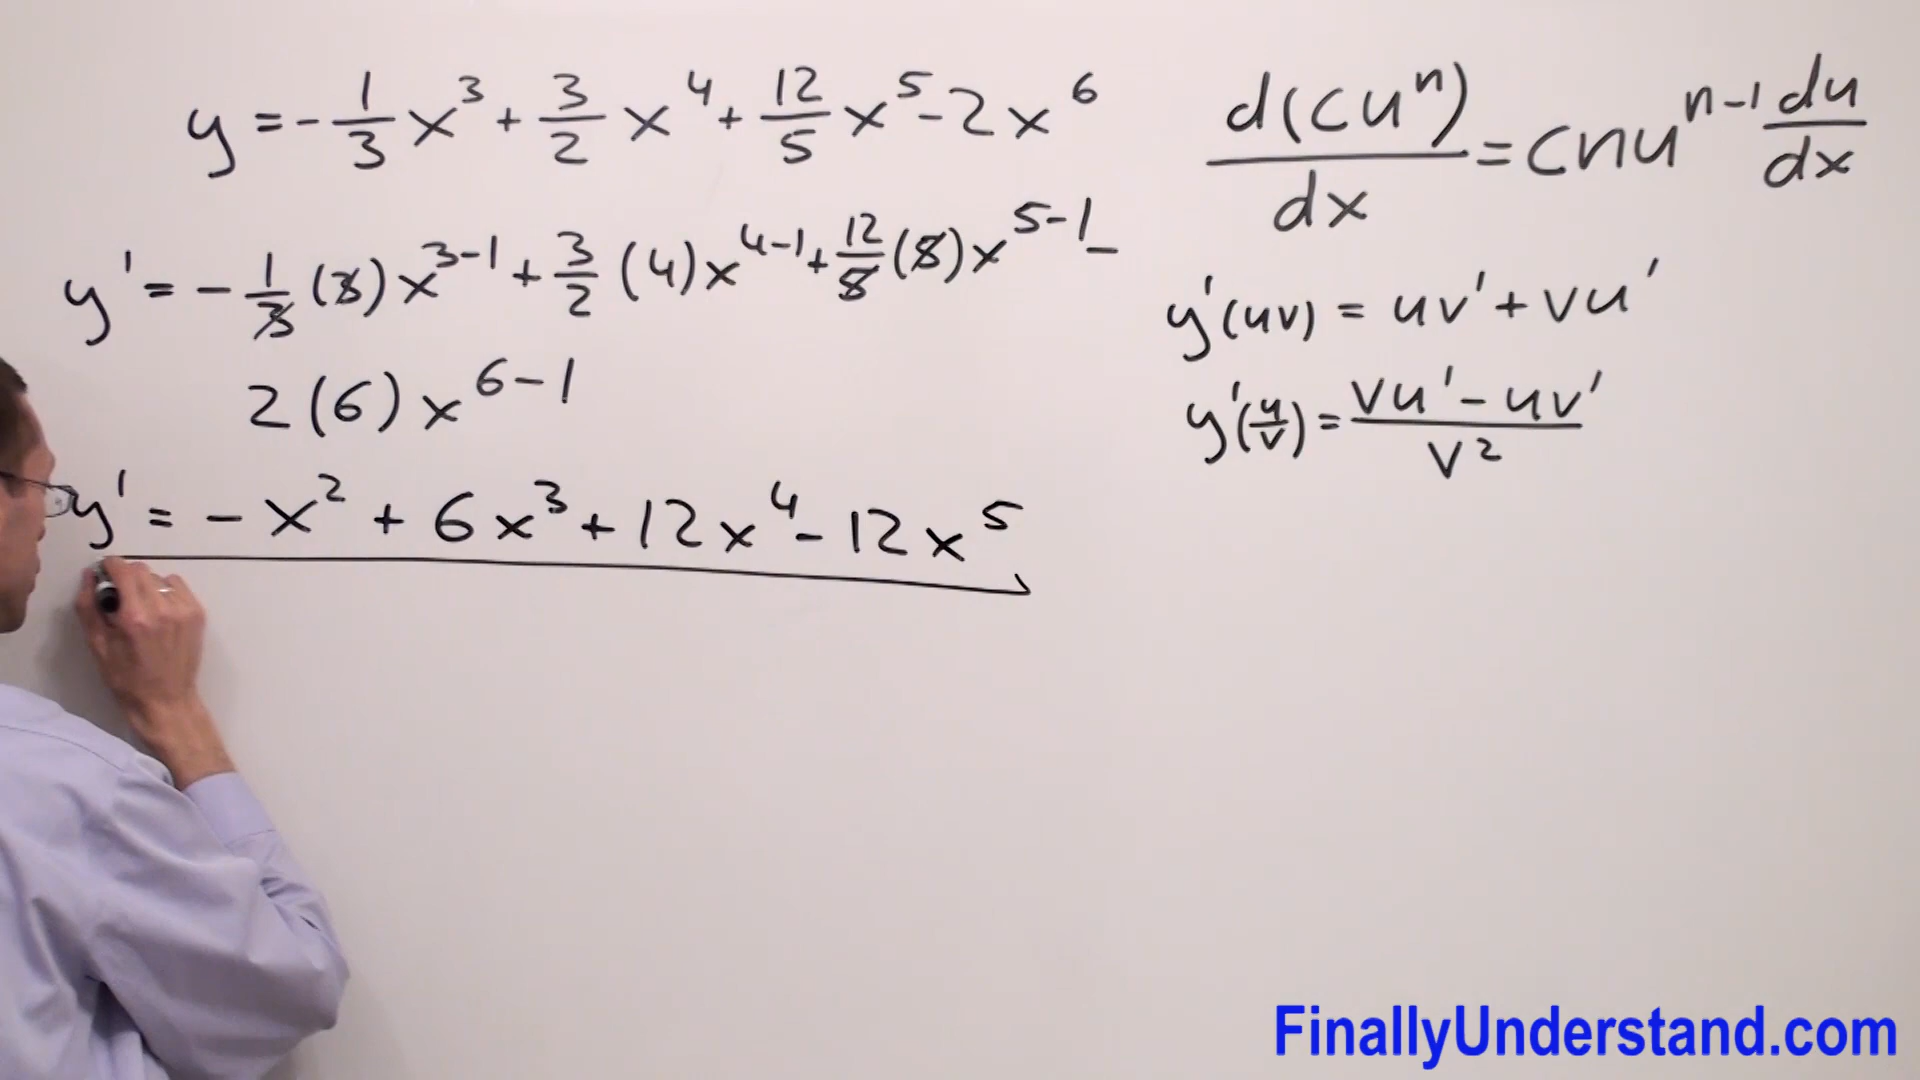 y = -1/3 x^3 + 3/2 x^4 + 12/5 x^5 - 2x^6
y' = -1/3 (3) x^{3-1} + 3/2 (4) x^{4-1} + 12/5 (5) x^{5-1} -
2(6) x^{6-1}
y' = -x^2 + 6x^3 + 12x^4 - 12x^5
d(cu^n)/dx = cnu^{n-1} du/dx
y'(uv) = uv' + vu'
y'(u/v) = (vu' - uv')/v^2
FinallyUnderstand.com